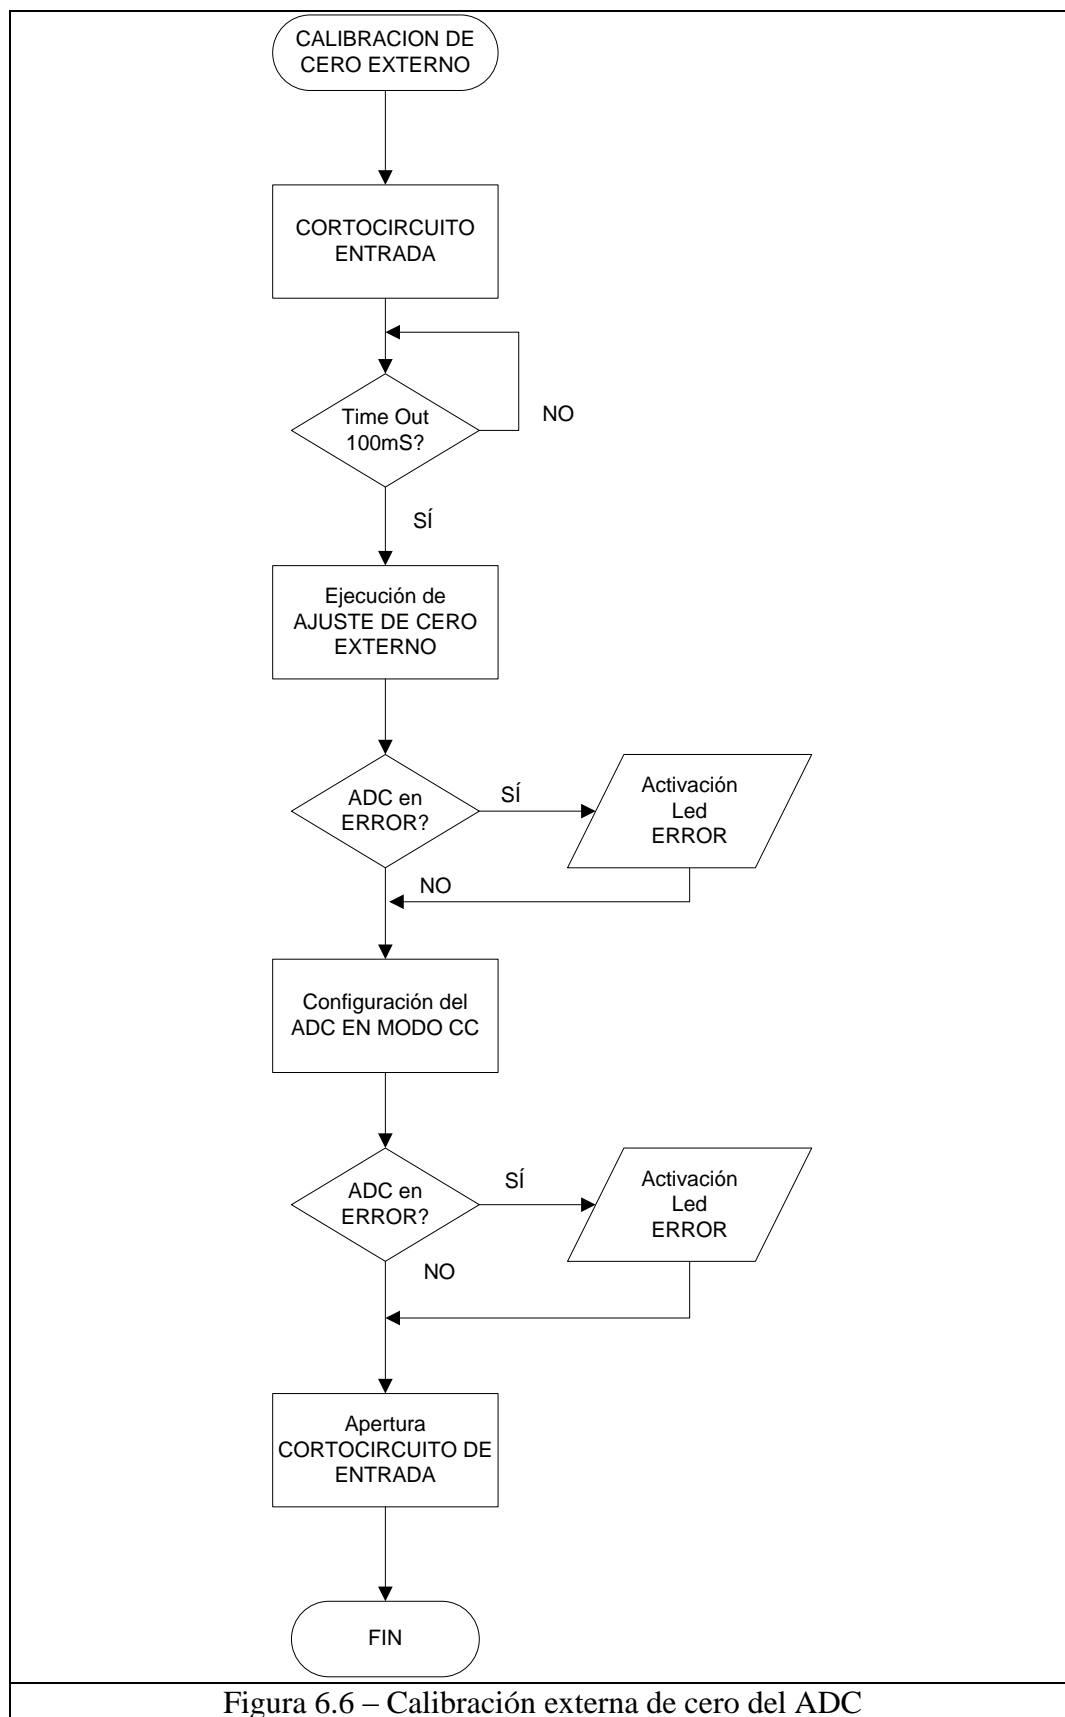 CALIBRACION DE
CERO EXTERNO
CORTOCIRCUITO
ENTRADA
Time Out
100mS?
NO
SÍ
Ejecución de
AJUSTE DE CERO
EXTERNO
ADC en
ERROR?
SÍ
Activación
Led
ERROR
NO
Configuración del
ADC EN MODO CC
ADC en
ERROR?
SÍ
Activación
Led
ERROR
NO
Apertura
CORTOCIRCUITO DE
ENTRADA
FIN
Figura 6.6 – Calibración externa de cero del ADC